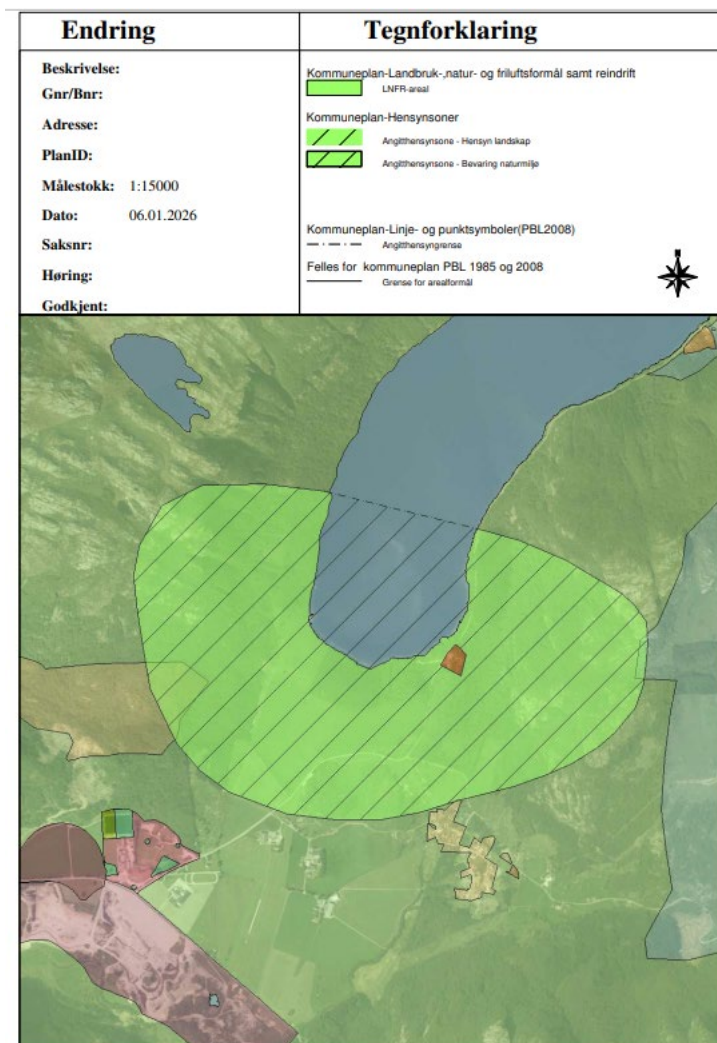 Endring
Tegnforklaring
Beskrivelse:
Gnr/Bnr:
Adresse:
PlanID:
Målestokk: 1:15000
Dato: 06.01.2026
Saksnr:
Høring:
Godkjent:
Kommuneplan-Landbruk-,natur- og friluftsformål samt reindrift
LNFR-areal
Kommuneplan-Hensynsoner
Angitthensynsone - Hensyn landskap
Angitthensynsone - Bevaring naturmiljø
Kommuneplan-Linje- og punktsymboler(PBL2008)
Angitthensyngrense
Felles for kommuneplan PBL 1985 og 2008
Grense for arealformål
N